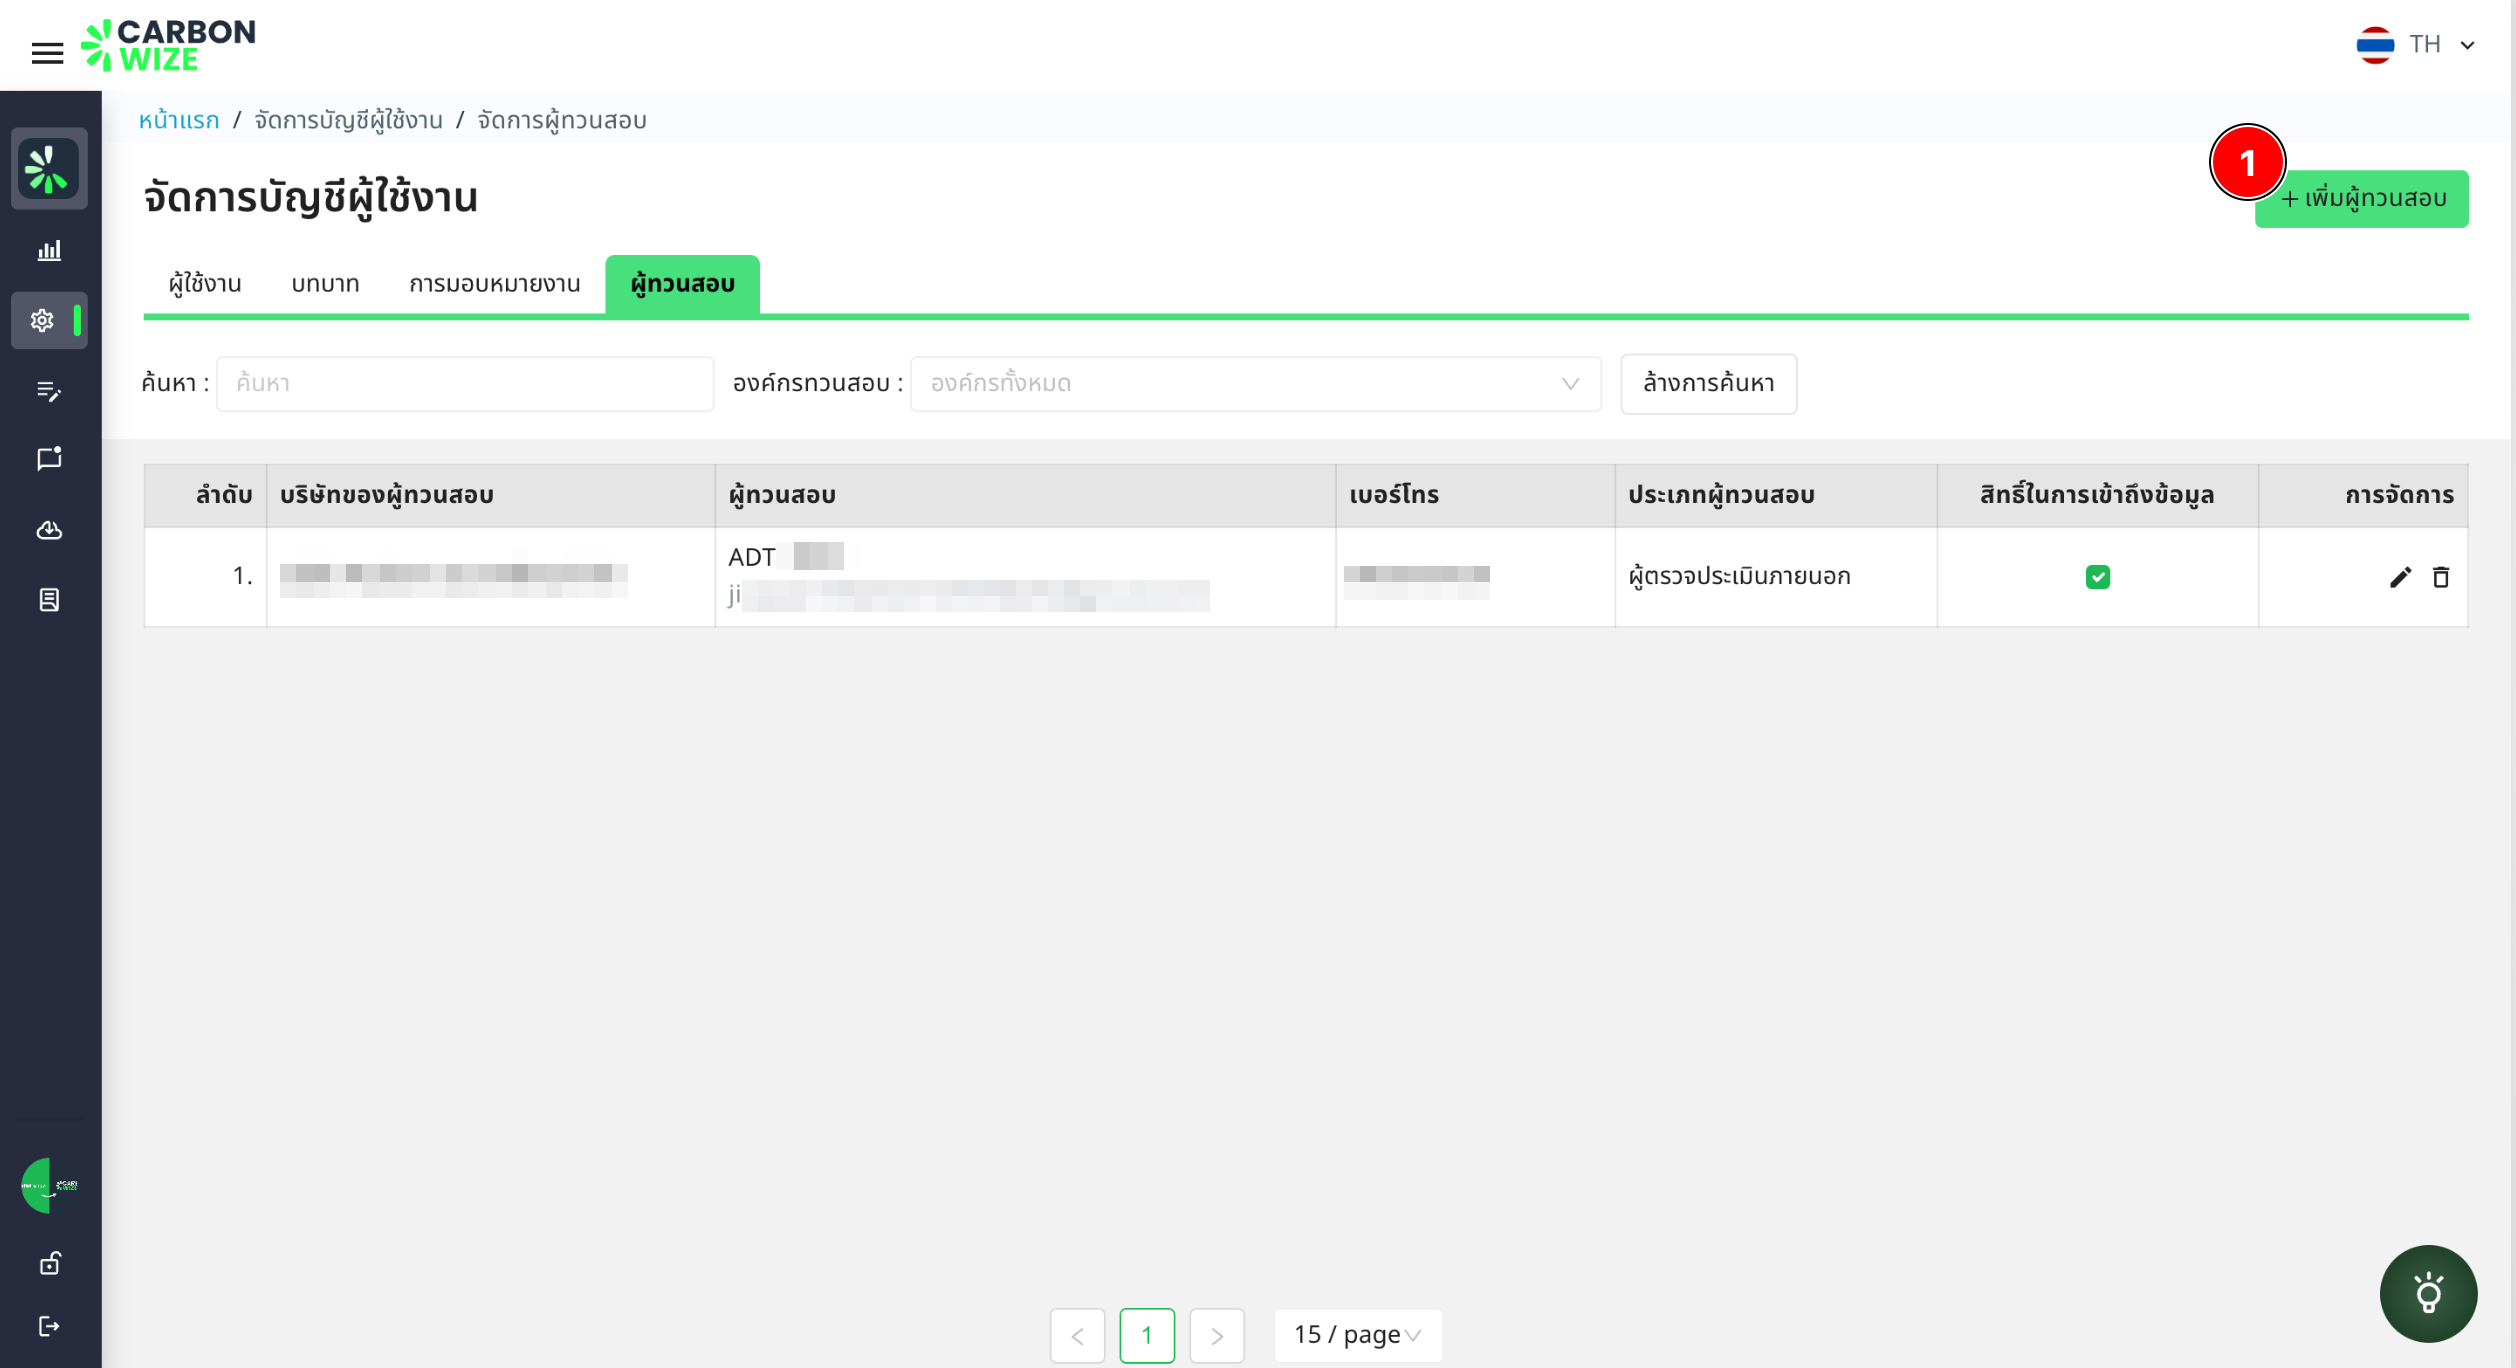 CARBON
WIZE
TH
หน้าแรก / จัดการบัญชีผู้ใช้งาน / จัดการผู้ทวนสอบ
จัดการบัญชีผู้ใช้งาน
1
+ เพิ่มผู้ทวนสอบ
ผู้ใช้งาน บทบาท การมอบหมายงาน ผู้ทวนสอบ
ค้นหา : ค้นหา องค์กรทวนสอบ : องค์กรทั้งหมด ล้างการค้นหา
ลำดับ บริษัทของผู้ทวนสอบ ผู้ทวนสอบ เบอร์โทร ประเภทผู้ทวนสอบ สิทธิ์ในการเข้าถึงข้อมูล การจัดการ
1. ADT ผู้ตรวจประเมินภายนอก
ji
< 1 > 15 / page